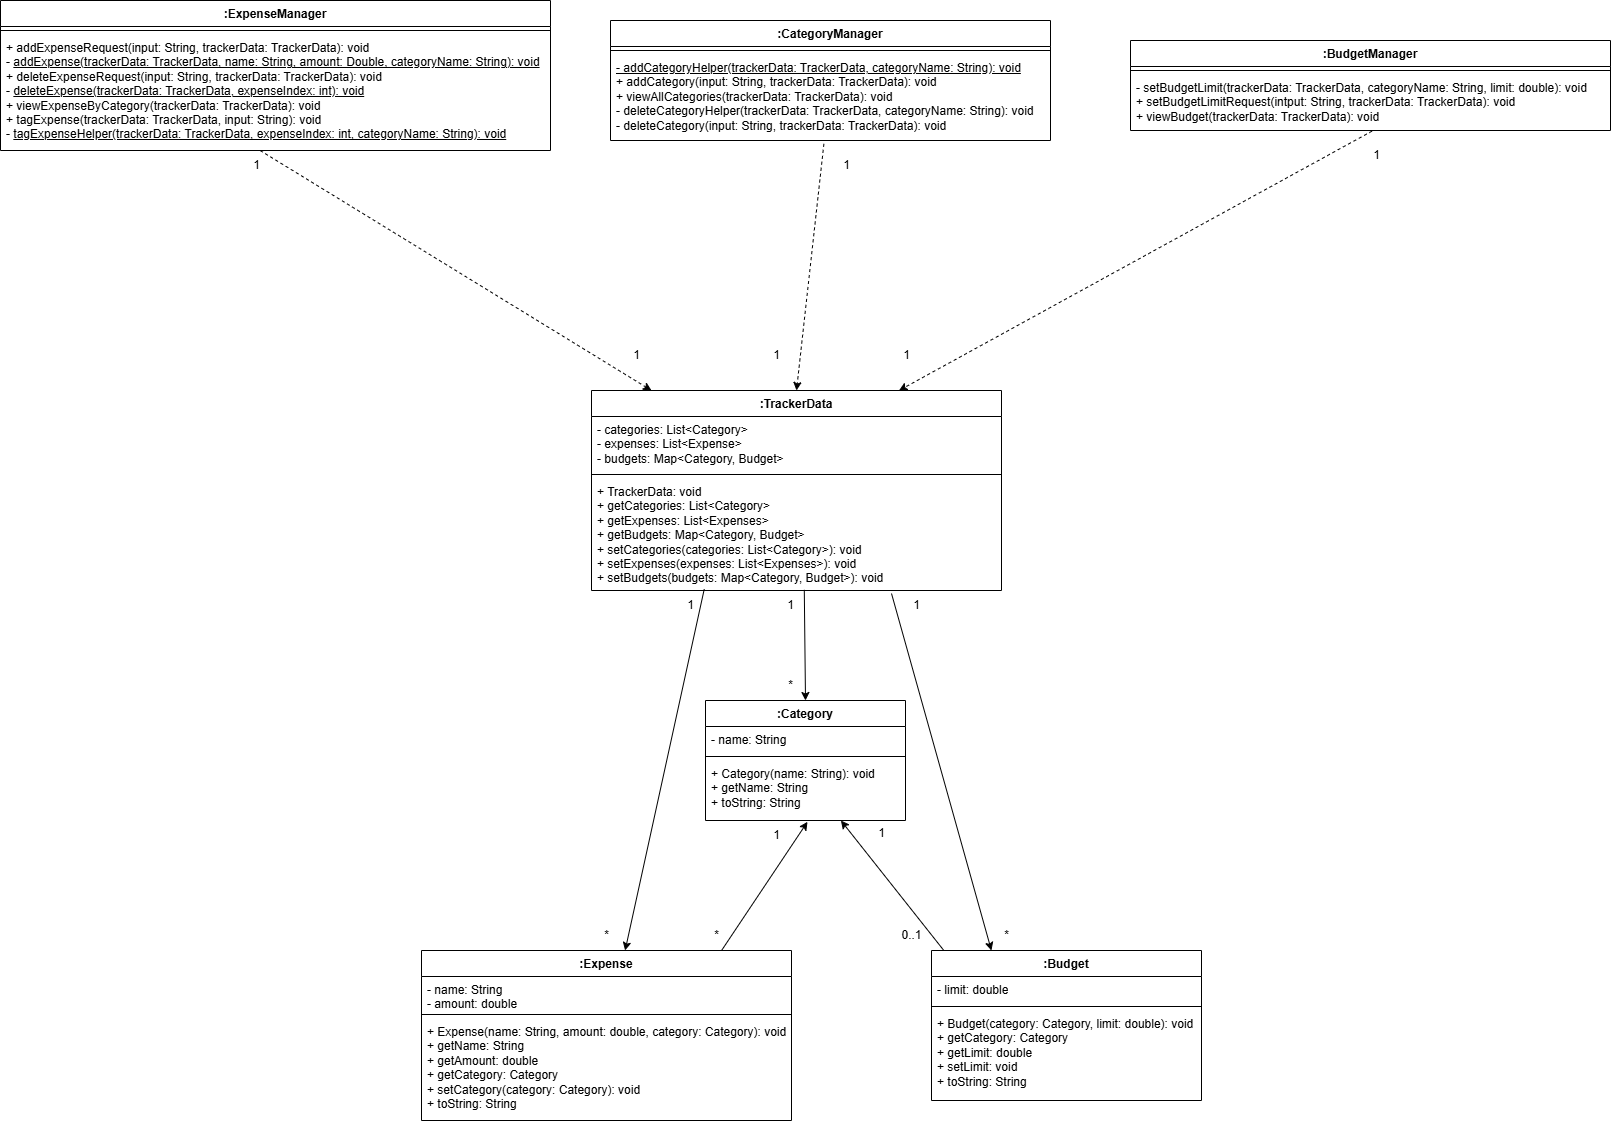 :ExpenseManager
+ addExpenseRequest(input: String, trackerData: TrackerData): void
- addExpense(trackerData: TrackerData, name: String, amount: Double, categoryName: String): void
+ deleteExpenseRequest(input: String, trackerData: TrackerData): void
- deleteExpense(trackerData: TrackerData, expenseIndex: int): void
+ viewExpenseByCategory(trackerData: TrackerData): void
+ tagExpense(trackerData: TrackerData, input: String): void
- tagExpenseHelper(trackerData: TrackerData, expenseIndex: int, categoryName: String): void
:CategoryManager
- addCategoryHelper(trackerData: TrackerData, categoryName: String): void
+ addCategory(input: String, trackerData: TrackerData): void
+ viewAllCategories(trackerData: TrackerData): void
- deleteCategoryHelper(trackerData: TrackerData, categoryName: String): void
- deleteCategory(input: String, trackerData: TrackerData): void
:BudgetManager
- setBudgetLimit(trackerData: TrackerData, categoryName: String, limit: double): void
+ setBudgetLimitRequest(intput: String, trackerData: TrackerData): void
+ viewBudget(trackerData: TrackerData): void
1
1
1
1
1
1
:TrackerData
- categories: List<Category>
- expenses: List<Expense>
- budgets: Map<Category, Budget>
+ TrackerData: void
+ getCategories: List<Category>
+ getExpenses: List<Expenses>
+ getBudgets: Map<Category, Budget>
+ setCategories(categories: List<Category>): void
+ setExpenses(expenses: List<Expenses>): void
+ setBudgets(budgets: Map<Category, Budget>): void
1
1
1
*
:Category
- name: String
+ Category(name: String): void
+ getName: String
+ toString: String
1
1
*
*
0..1
*
:Expense
- name: String
- amount: double
+ Expense(name: String, amount: double, category: Category): void
+ getName: String
+ getAmount: double
+ getCategory: Category
+ setCategory(category: Category): void
+ toString: String
:Budget
- limit: double
+ Budget(category: Category, limit: double): void
+ getCategory: Category
+ getLimit: double
+ setLimit: void
+ toString: String